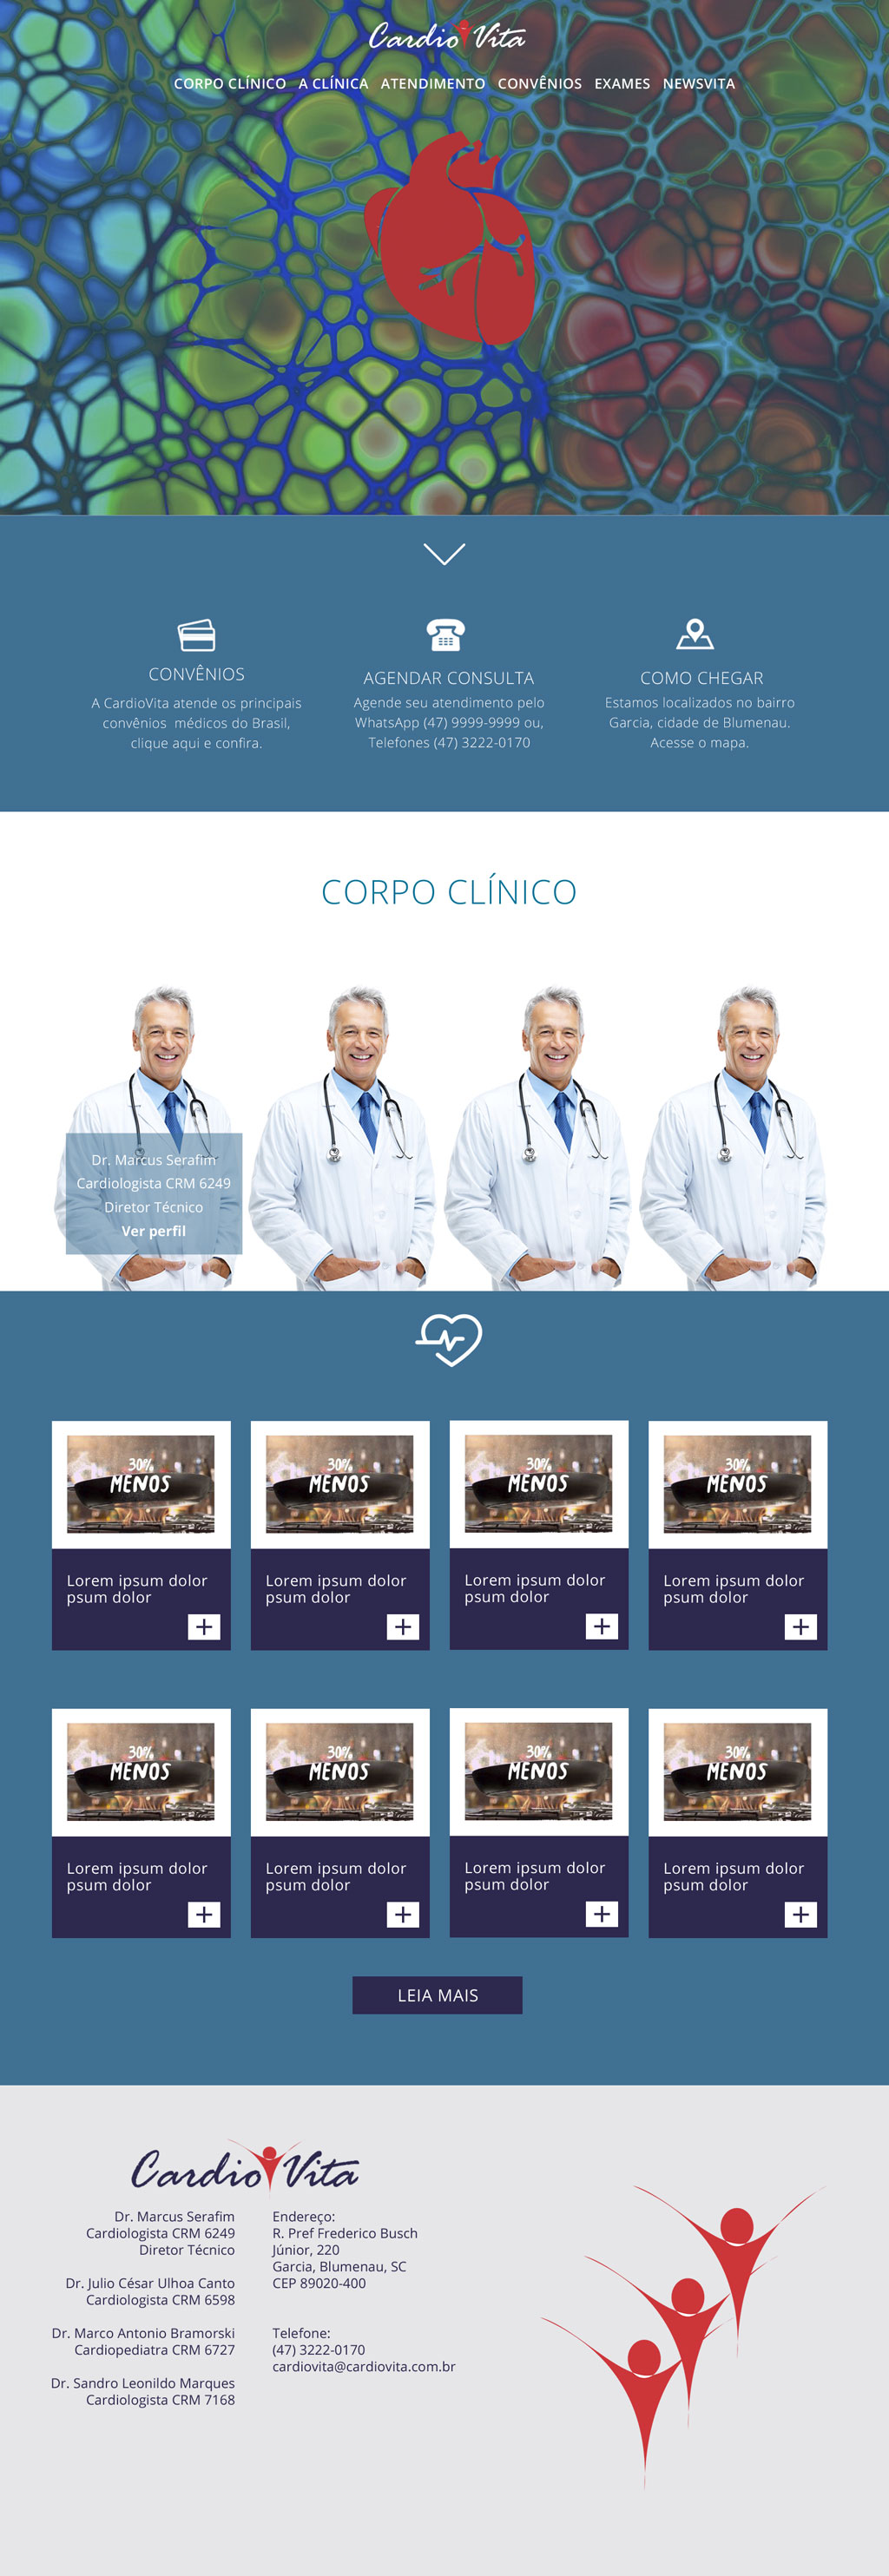 Cardio Vita
CORPO CLÍNICO A CLÍNICA ATENDIMENTO CONVÊNIOS EXAMES NEWSVITA
CONVÊNIOS
A CardioVita atende os principais
convênios médicos do Brasil,
clique aqui e confira.
AGENDAR CONSULTA
Agende seu atendimento pelo
WhatsApp (47) 9999-9999 ou,
Telefones (47) 3222-0170
COMO CHEGAR
Estamos localizados no bairro
Garcia, cidade de Blumenau.
Acesse o mapa.
CORPO CLÍNICO
Dr. Marcus Serafim
Cardiologista CRM 6249
Diretor Técnico
Ver perfil
30%
MENOS
Lorem ipsum dolor
psum dolor
+
30%
MENOS
Lorem ipsum dolor
psum dolor
+
30%
MENOS
Lorem ipsum dolor
psum dolor
+
30%
MENOS
Lorem ipsum dolor
psum dolor
+
30%
MENOS
Lorem ipsum dolor
psum dolor
+
30%
MENOS
Lorem ipsum dolor
psum dolor
+
30%
MENOS
Lorem ipsum dolor
psum dolor
+
30%
MENOS
Lorem ipsum dolor
psum dolor
+
LEIA MAIS
Cardio Vita
Dr. Marcus Serafim
Cardiologista CRM 6249
Diretor Técnico
Dr. Julio César Ulhoa Canto
Cardiologista CRM 6598
Dr. Marco Antonio Bramorski
Cardiopediatra CRM 6727
Dr. Sandro Leonildo Marques
Cardiologista CRM 7168
Endereço:
R. Pref Frederico Busch
Júnior, 220
Garcia, Blumenau, SC
CEP 89020-400
Telefone:
(47) 3222-0170
cardiovita@cardiovita.com.br